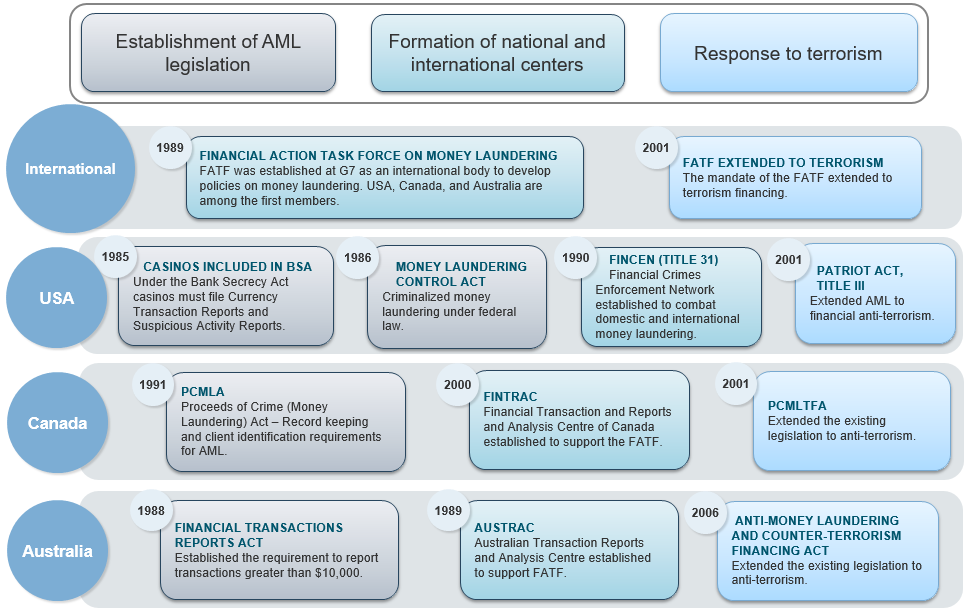 Establishment of AML
legislation
Formation of national and
international centers
Response to terrorism
International
1989
FINANCIAL ACTION TASK FORCE ON MONEY LAUNDERING
FATF was established at G7 as an international body to develop
policies on money laundering. USA, Canada, and Australia are
among the first members.
2001
FATF EXTENDED TO TERRORISM
The mandate of the FATF extended to
terrorism financing.
USA
1985
CASINOS INCLUDED IN BSA
Under the Bank Secrecy Act
casinos must file Currency
Transaction Reports and
Suspicious Activity Reports.
1986
MONEY LAUNDERING
CONTROL ACT
Criminalized money
laundering under federal
law.
1990
FINCEN (TITLE 31)
Financial Crimes
Enforcement Network
established to combat
domestic and international
money laundering.
2001
PATRIOT ACT,
TITLE III
Extended AML to
financial anti-terrorism.
Canada
1991
PCMLA
Proceeds of Crime (Money
Laundering) Act – Record keeping
and client identification requirements
for AML.
2000
FINTRAC
Financial Transaction and Reports
and Analysis Centre of Canada
established to support the FATF.
2001
PCMLTFA
Extended the existing
legislation to anti-terrorism.
Australia
1988
FINANCIAL TRANSACTIONS
REPORTS ACT
Established the requirement to report
transactions greater than $10,000.
1989
AUSTRAC
Australian Transaction Reports
and Analysis Centre established
to support FATF.
2006
ANTI-MONEY LAUNDERING
AND COUNTER-TERRORISM
FINANCING ACT
Extended the existing legislation to
anti-terrorism.